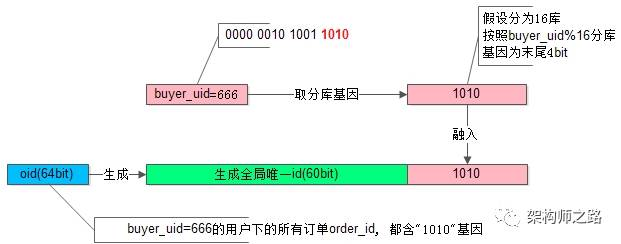 0000 0010 1001 1010
假设分为16库
按照buyer_uid%16分库
基因为末尾4bit
buyer_uid=666
取分库基因
1010
融入
oid(64bit)
生成
生成全局唯一id(60bit)
1010
buyer_uid=666的用户下的所有订单order_id, 都含"1010"基因
架构师之路